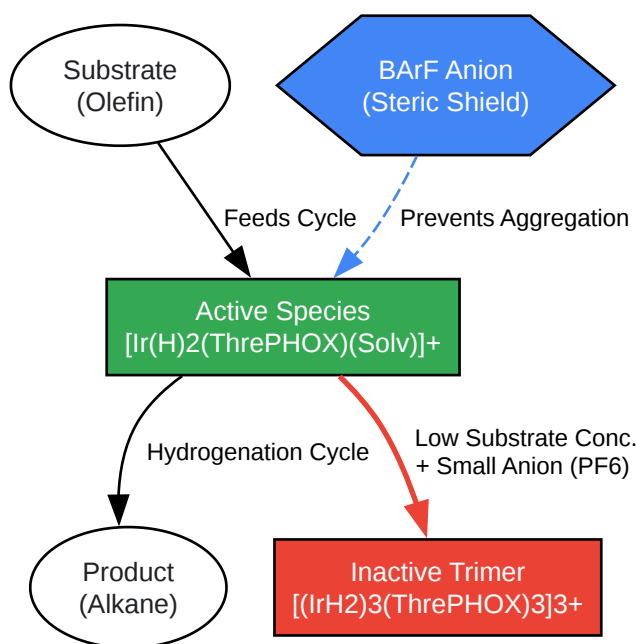 Substrate
(Olefin)
BArF Anion
(Steric Shield)
Feeds Cycle
Prevents Aggregation
Active Species
[Ir(H)2(ThrePHOX)(Solv)]+
Hydrogenation Cycle
Low Substrate Conc.
+ Small Anion (PF6)
Product
(Alkane)
Inactive Trimer
[(IrH2)3(ThrePHOX)3]3+